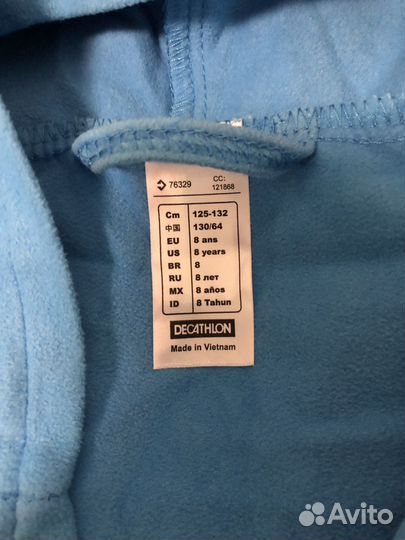 76329 CC: 121868
Cm 125-132
中国 130/64
EU 8 ans
US 8 years
BR 8
RU 8 лет
MX 8 años
ID 8 Tahun
DECATHLON
Made in Vietnam
Avito